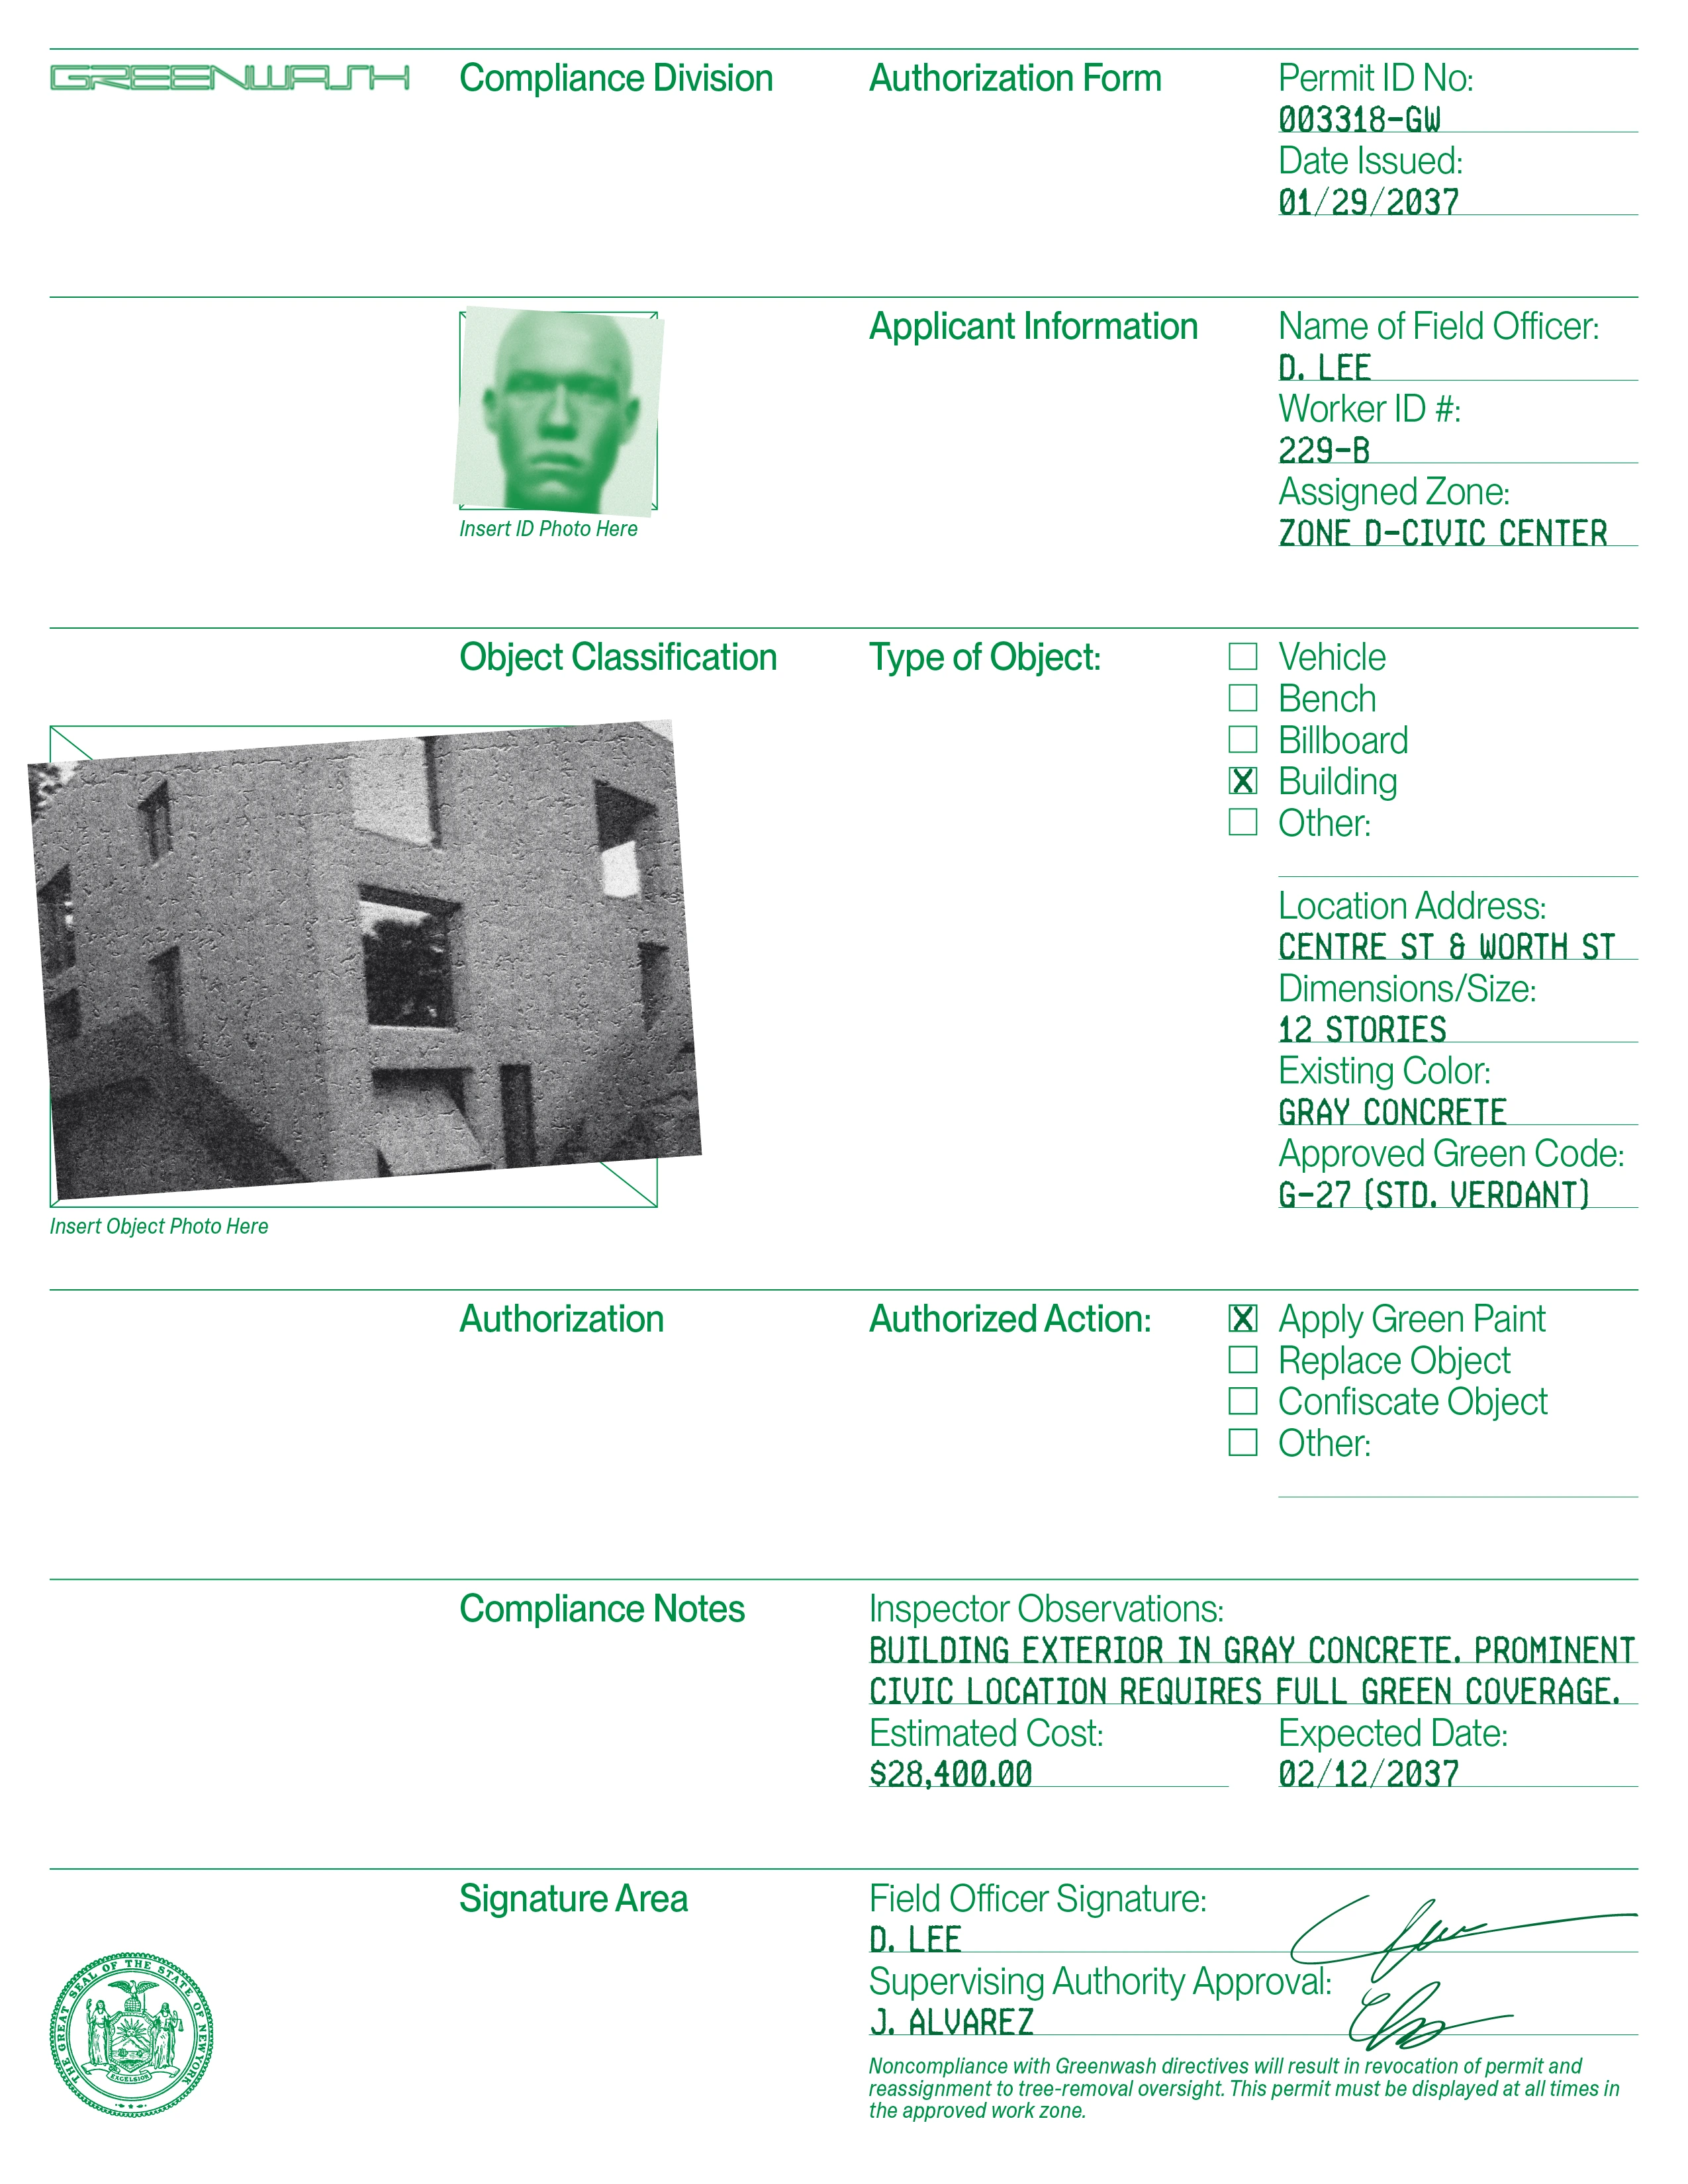 GREENWASH
Compliance Division
Authorization Form
Permit ID No:
003318-GW
Date Issued:
01/29/2037
Insert ID Photo Here
Applicant Information
Name of Field Officer:
D. LEE
Worker ID #:
229-B
Assigned Zone:
ZONE D-CIVIC CENTER
Object Classification
Insert Object Photo Here
Type of Object:
Vehicle
Bench
Billboard
X Building
Other:
Location Address:
CENTRE ST & WORTH ST
Dimensions/Size:
12 STORIES
Existing Color:
GRAY CONCRETE
Approved Green Code:
G-27 (STD. VERDANT)
Authorization
Authorized Action:
X Apply Green Paint
Replace Object
Confiscate Object
Other:
Compliance Notes
Inspector Observations:
BUILDING EXTERIOR IN GRAY CONCRETE. PROMINENT
CIVIC LOCATION REQUIRES FULL GREEN COVERAGE.
Estimated Cost:
$28,400.00
Expected Date:
02/12/2037
Signature Area
Field Officer Signature:
D. LEE
Supervising Authority Approval:
J. ALVAREZ
Noncompliance with Greenwash directives will result in revocation of permit and
reassignment to tree-removal oversight. This permit must be displayed at all times in
the approved work zone.
THE GREAT SEAL OF THE STATE OF NEW YORK
EXCELSIOR